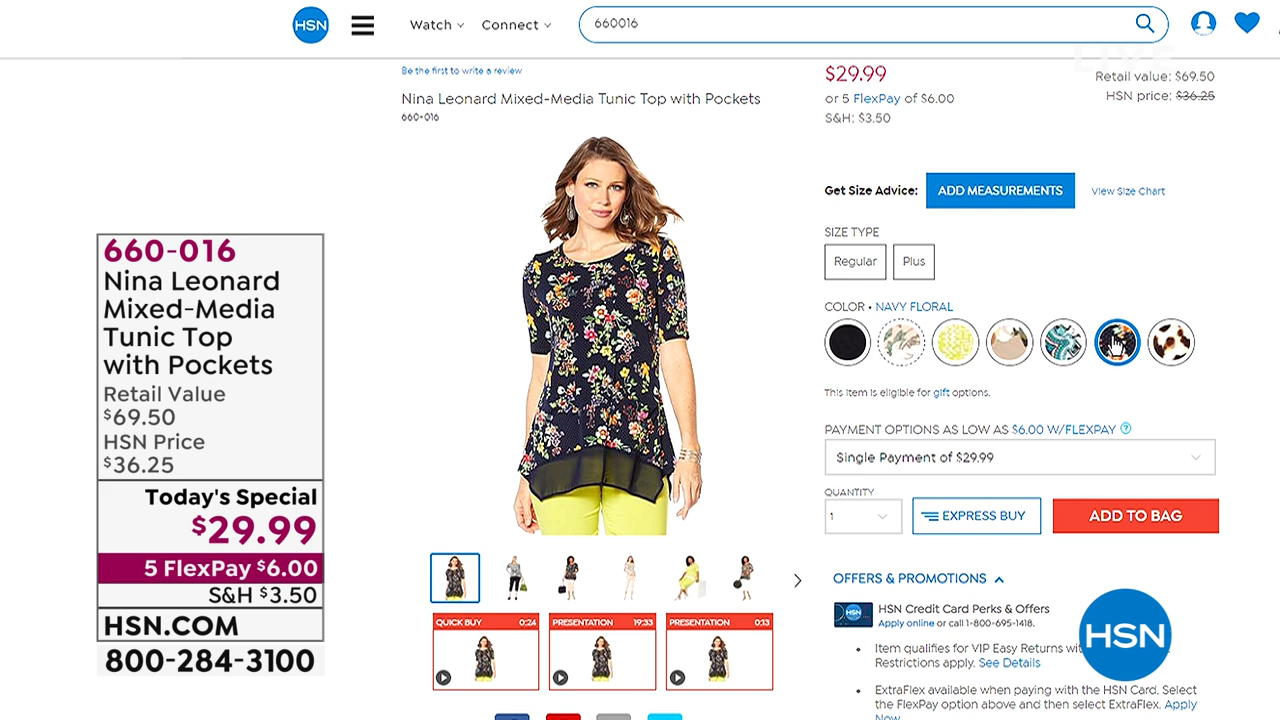 HSN
Watch
Connect
660016
LIVE
Be the first to write a review
Nina Leonard Mixed-Media Tunic Top with Pockets
660-016
$29.99
or 5 FlexPay of $6.00
S&H: $3.50
Retail value: $69.50
HSN price: $36.25
Get Size Advice:
ADD MEASUREMENTS
View Size Chart
SIZE TYPE
Regular
Plus
COLOR • NAVY FLORAL
This item is eligible for gift options.
PAYMENT OPTIONS AS LOW AS $6.00 W/FLEXPAY ?
Single Payment of $29.99
QUANTITY
1
EXPRESS BUY
ADD TO BAG
OFFERS & PROMOTIONS
HSN
HSN Credit Card Perks & Offers
Apply online or call 1-800-695-1418.
• Item qualifies for VIP Easy Returns
Restrictions apply. See Details
• ExtraFlex available when paying with the HSN Card. Select
the FlexPay option above and then select ExtraFlex. Apply
Now
HSN
QUICK BUY 0:24
PRESENTATION 19:33
PRESENTATION 0:13
660-016
Nina Leonard
Mixed-Media
Tunic Top
with Pockets
Retail Value
$69.50
HSN Price
$36.25
Today's Special
$29.99
5 FlexPay $6.00
S&H $3.50
HSN.COM
800-284-3100